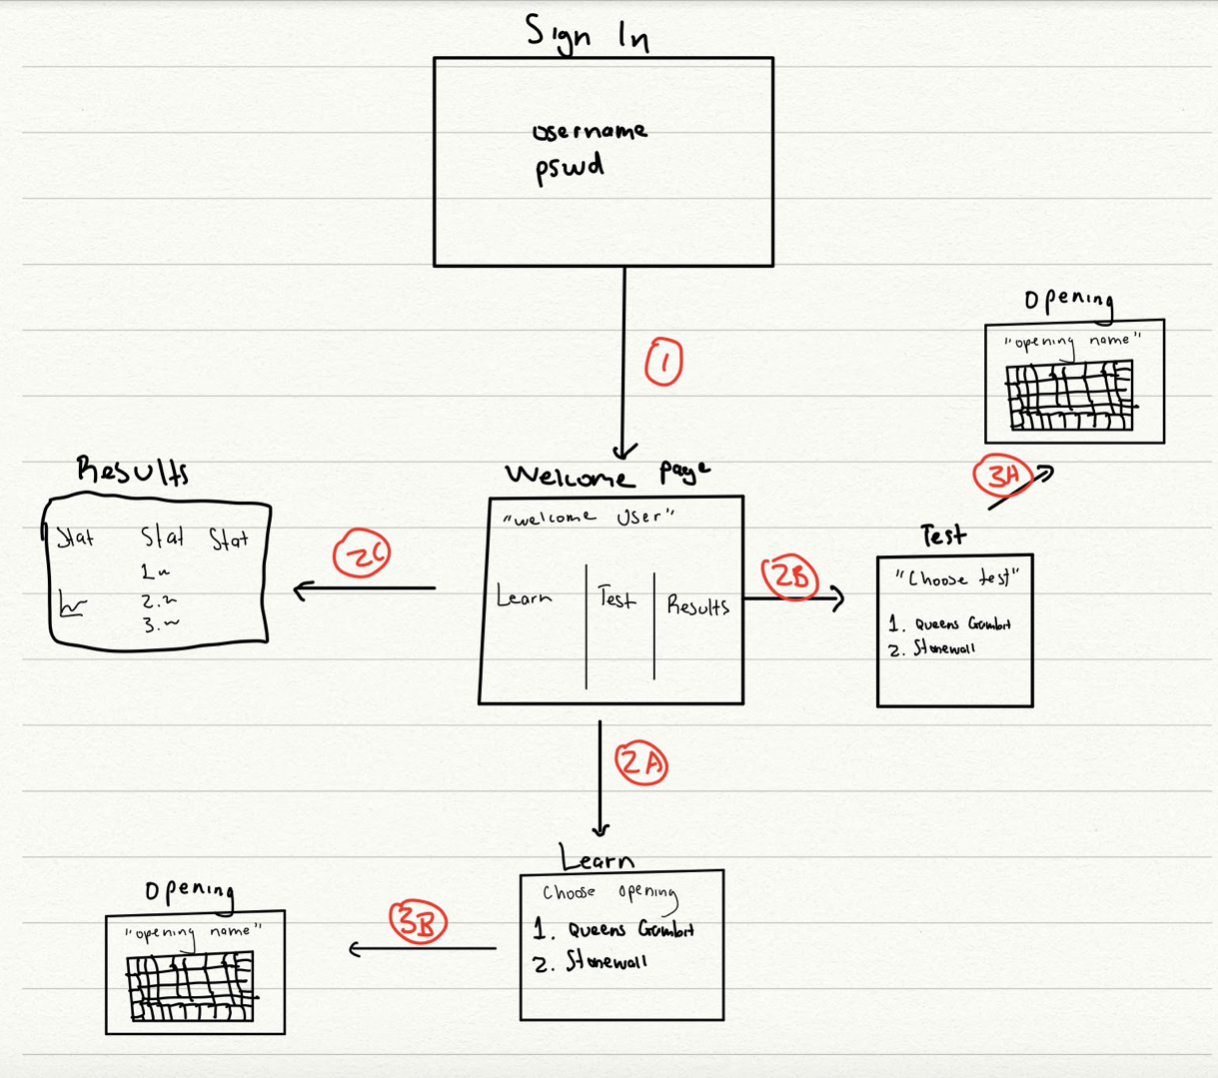 Sign In
username
pswd
1
Opening
"opening name"
3A
Results
Stat Stat Stat
1.
2.
3.
2C
Welcome page
"welcome User"
Learn Test Results
2B
Test
"Choose test"
1. Queens Gambit
2. Stonewall
2A
Learn
Choose opening
1. Queens Gambit
2. Stonewall
3B
Opening
"opening name"